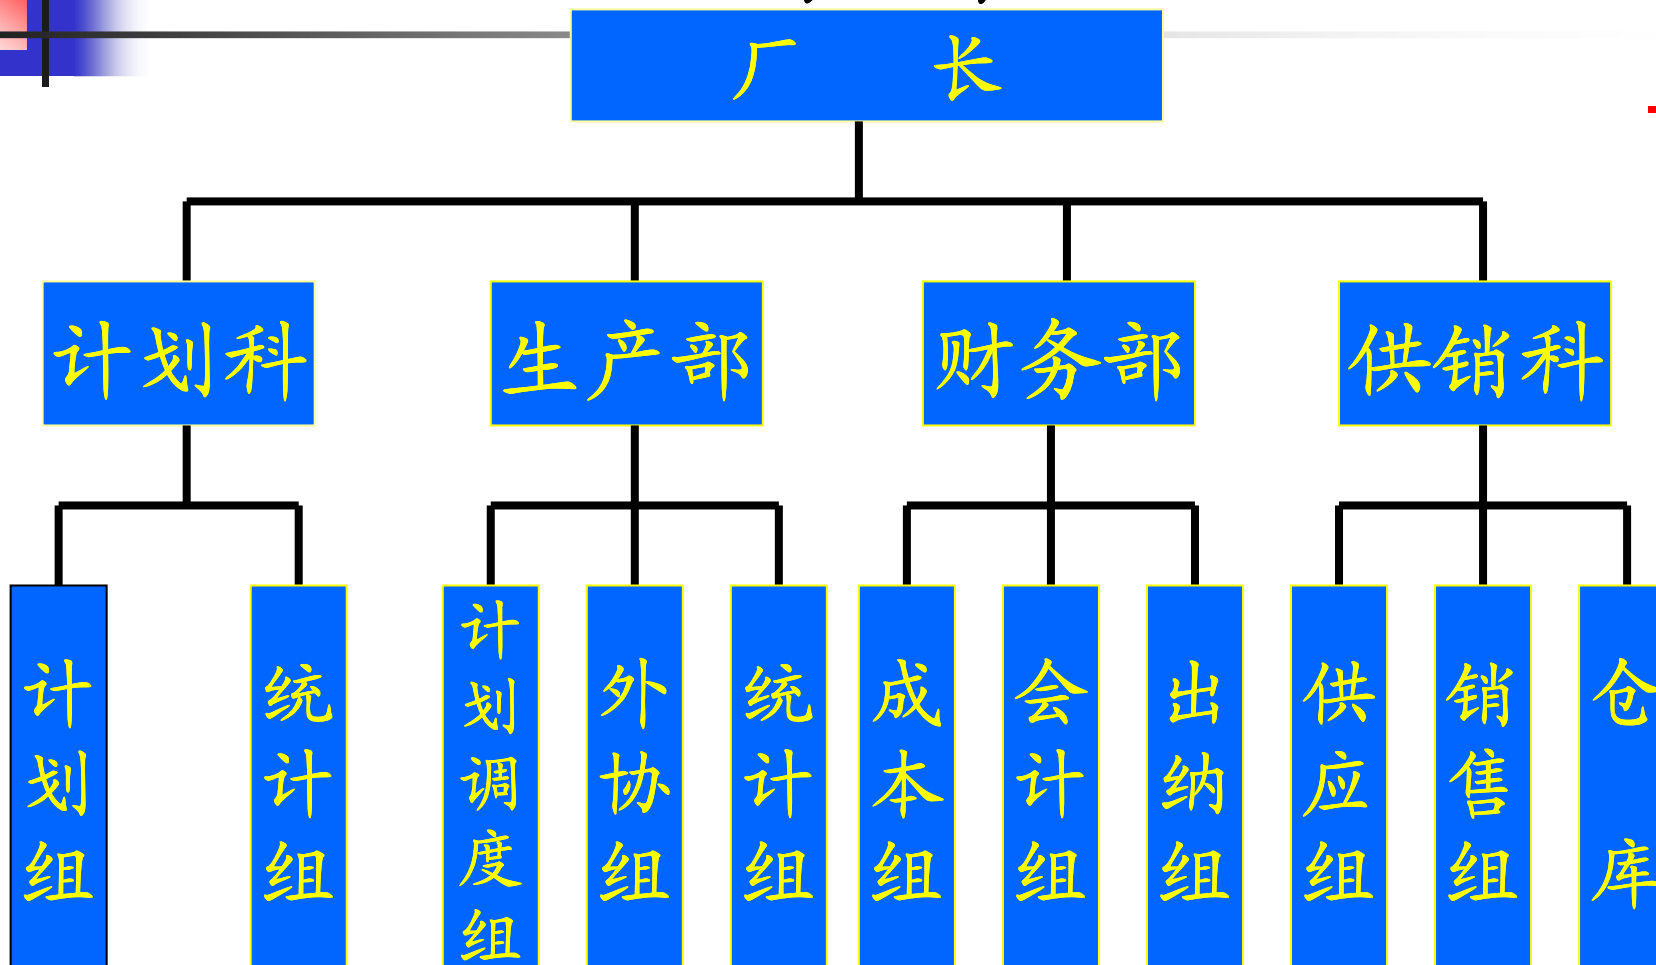 厂 长
计划科
生产部
财务部
供销科
计划组
统计组
计划调度组
外协组
统计组
成本组
会计组
出纳组
供应组
销售组
仓库